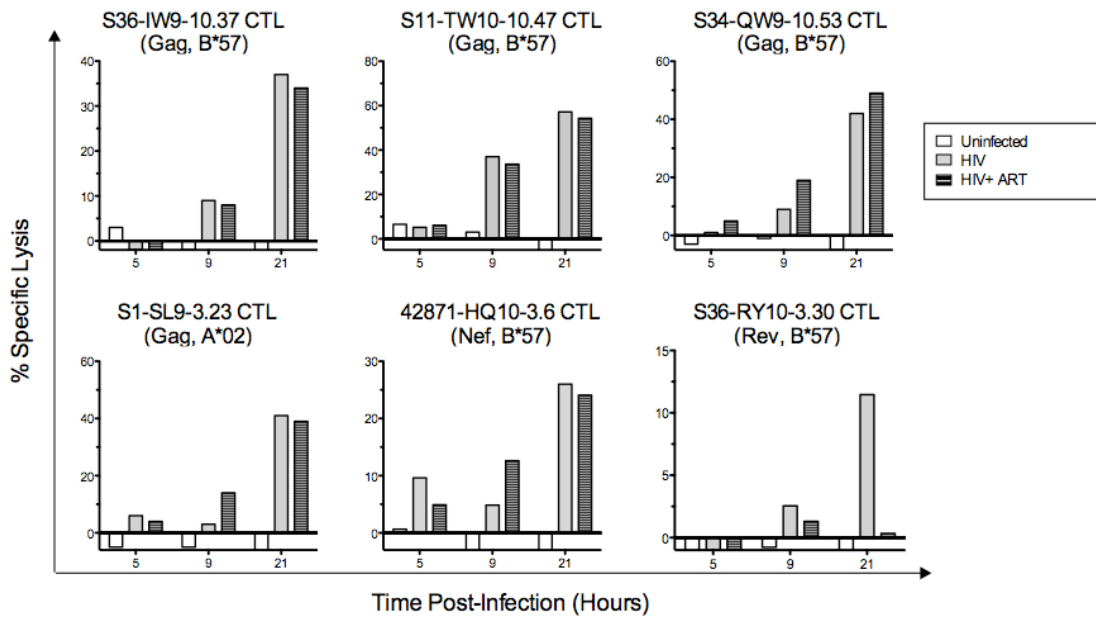 S36-IW9-10.37 CTL
(Gag, B*57)
S11-TW10-10.47 CTL
(Gag, B*57)
S34-QW9-10.53 CTL
(Gag, B*57)
40
30
20
10
0
5 9 21
80
60
40
20
0
5 9 21
60
40
20
0
5 9 21
Uninfected
HIV
HIV+ ART
% Specific Lysis
S1-SL9-3.23 CTL
(Gag, A*02)
42871-HQ10-3.6 CTL
(Nef, B*57)
S36-RY10-3.30 CTL
(Rev, B*57)
60
40
20
0
5 9 21
30
20
10
0
5 9 21
15
10
5
0
5 9 21
Time Post-Infection (Hours)